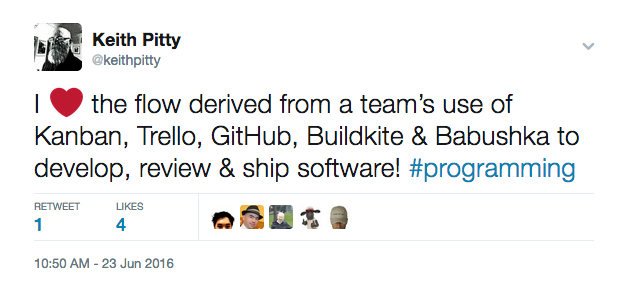 Keith Pitty
@keithpitty
I ❤ the flow derived from a team’s use of
Kanban, Trello, GitHub, Buildkite & Babushka to
develop, review & ship software! #programming
RETWEET LIKES
1 4
10:50 AM - 23 Jun 2016